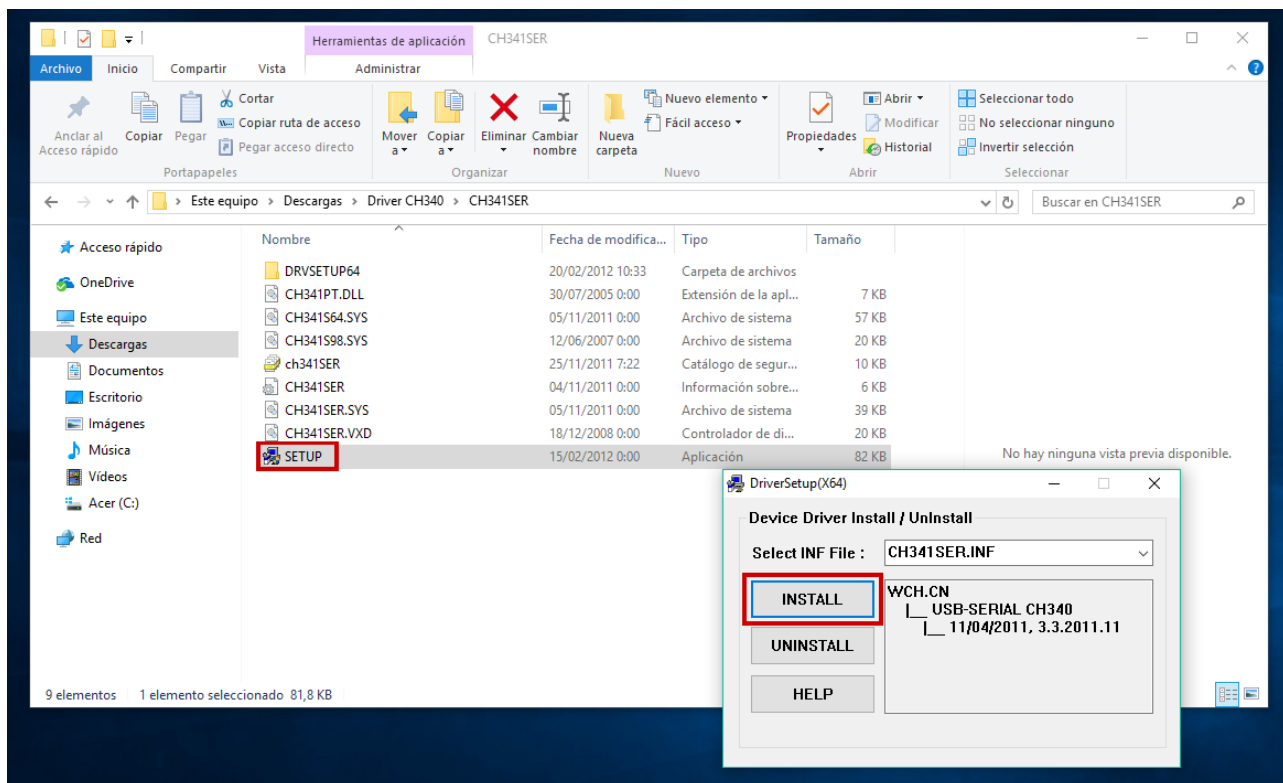 Herramientas de aplicación CH341SER
Archivo Inicio Compartir Vista Administrar
Anclar al Acceso rápido
Copiar
Pegar
Cortar
Copiar ruta de acceso
Pegar acceso directo
Portapapeles
Mover a
Copiar a
Eliminar
Cambiar nombre
Organizar
Nueva carpeta
Nuevo elemento
Fácil acceso
Nuevo
Propiedades
Abrir
Modificar
Historial
Abrir
Seleccionar todo
No seleccionar ninguno
Invertir selección
Seleccionar
Este equipo > Descargas > Driver CH340 > CH341SER
Buscar en CH341SER
Acceso rápido
OneDrive
Este equipo
Descargas
Documentos
Escritorio
Imágenes
Música
Vídeos
Acer (C:)
Red
Nombre Fecha de modifica... Tipo Tamaño
DRVSETUP64 20/02/2012 10:33 Carpeta de archivos
CH341PT.DLL 30/07/2005 0:00 Extensión de la apl... 7 KB
CH341S64.SYS 05/11/2011 0:00 Archivo de sistema 57 KB
CH341S98.SYS 12/06/2007 0:00 Archivo de sistema 20 KB
ch341SER 25/11/2011 7:22 Catálogo de segur... 10 KB
CH341SER 04/11/2011 0:00 Información sobre... 6 KB
CH341SER.SYS 05/11/2011 0:00 Archivo de sistema 39 KB
CH341SER.VXD 18/12/2008 0:00 Controlador de di... 20 KB
SETUP 15/02/2012 0:00 Aplicación 82 KB
No hay ninguna vista previa disponible.
DriverSetup(X64)
Device Driver Install / UnInstall
Select INF File : CH341SER.INF
INSTALL
UNINSTALL
HELP
WCH.CN
|__ USB-SERIAL CH340
|__ 11/04/2011, 3.3.2011.11
9 elementos 1 elemento seleccionado 81,8 KB